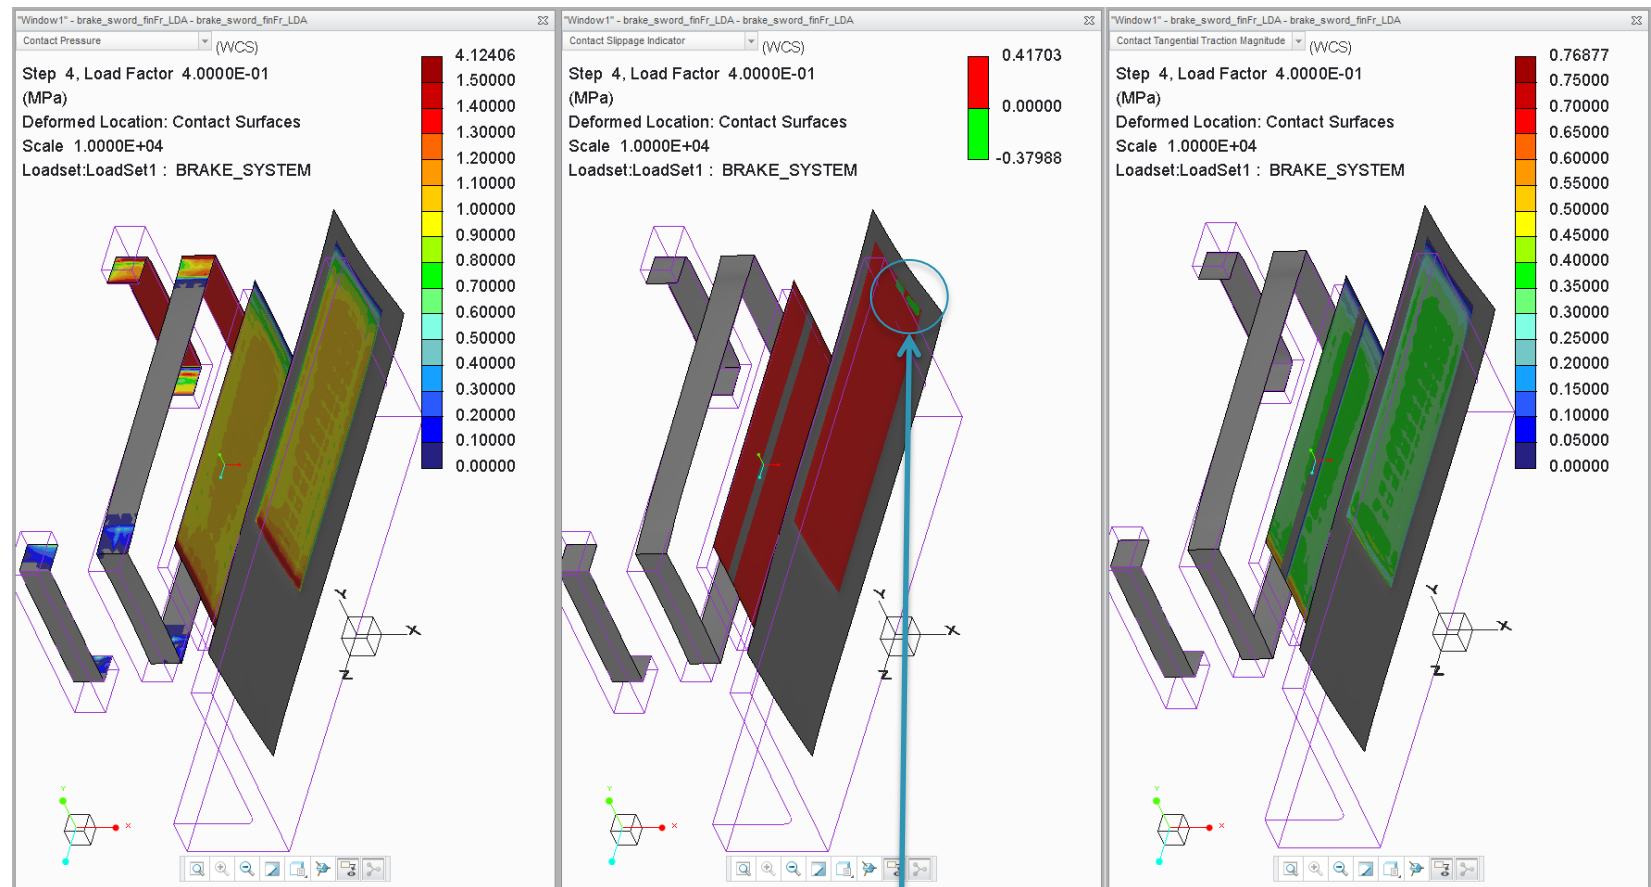 "Window1" - brake_sword_finFr_LDA - brake_sword_finFr_LDA
Contact Pressure
(WCS)
Step 4, Load Factor 4.0000E-01
(MPa)
Deformed Location: Contact Surfaces
Scale 1.0000E+04
Loadset:LoadSet1 : BRAKE_SYSTEM
4.12406
1.50000
1.40000
1.30000
1.20000
1.10000
1.00000
0.90000
0.80000
0.70000
0.60000
0.50000
0.40000
0.30000
0.20000
0.10000
0.00000
Y
X
Z
Y
X
"Window1" - brake_sword_finFr_LDA - brake_sword_finFr_LDA
Contact Slippage Indicator
(WCS)
Step 4, Load Factor 4.0000E-01
(MPa)
Deformed Location: Contact Surfaces
Scale 1.0000E+04
Loadset:LoadSet1 : BRAKE_SYSTEM
0.41703
0.00000
-0.37988
Y
X
Z
Y
X
"Window1" - brake_sword_finFr_LDA - brake_sword_finFr_LDA
Contact Tangential Traction Magnitude
(WCS)
Step 4, Load Factor 4.0000E-01
(MPa)
Deformed Location: Contact Surfaces
Scale 1.0000E+04
Loadset:LoadSet1 : BRAKE_SYSTEM
0.76877
0.75000
0.70000
0.65000
0.60000
0.55000
0.50000
0.45000
0.40000
0.35000
0.30000
0.25000
0.20000
0.15000
0.10000
0.05000
0.00000
Y
X
Z
Y
X